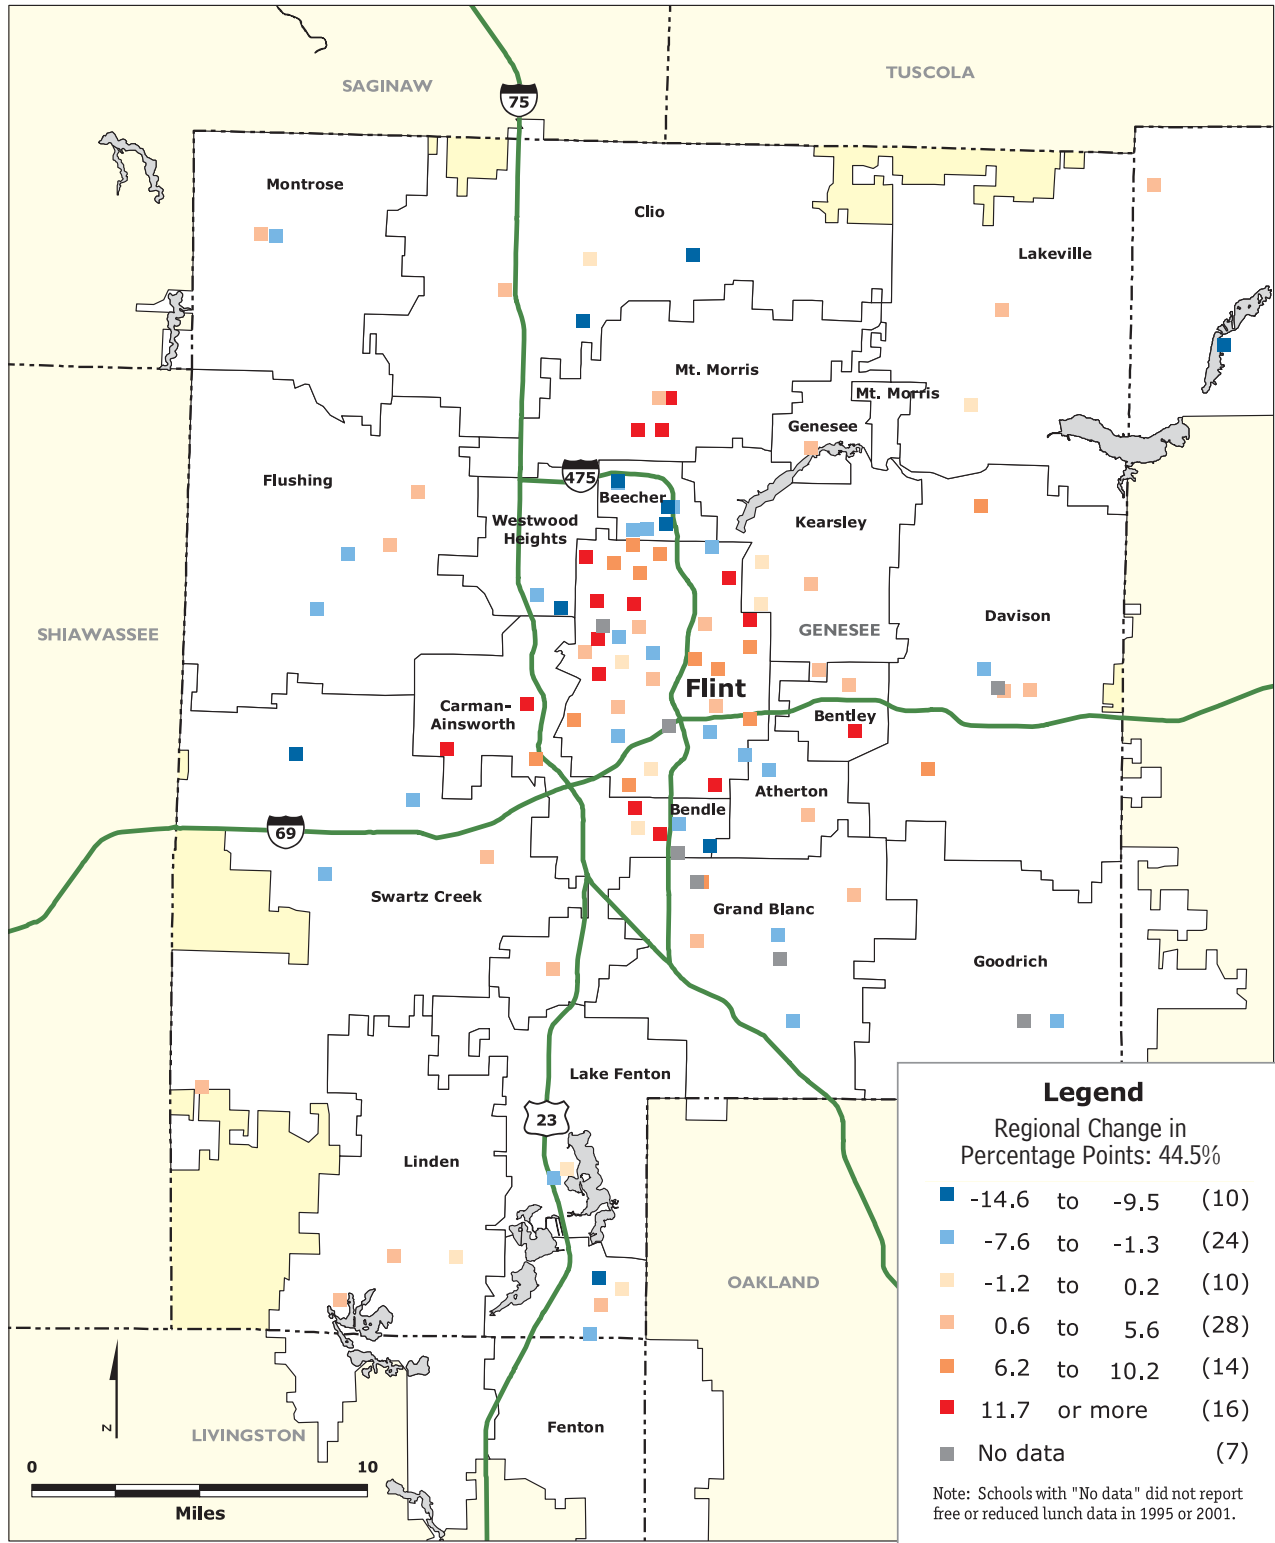 TUSCOLA
SAGINAW
75
Montrose
Clio
Lakeville
Mt. Morris
Mt. Morris
Genesee
475
Flushing
Beecher
Westwood
Heights
Kearsley
Davison
SHIAWASSEE
GENESEE
Flint
Carman-
Ainsworth
Bentley
Atherton
Bendle
69
Swartz Creek
Grand Blanc
Goodrich
Lake Fenton
23
Linden
OAKLAND
LIVINGSTON
Fenton
N
0 10
Miles
Legend
Regional Change in
Percentage Points: 44.5%
-14.6 to -9.5 (10)
-7.6 to -1.3 (24)
-1.2 to 0.2 (10)
0.6 to 5.6 (28)
6.2 to 10.2 (14)
11.7 or more (16)
No data (7)
Note: Schools with "No data" did not report
free or reduced lunch data in 1995 or 2001.